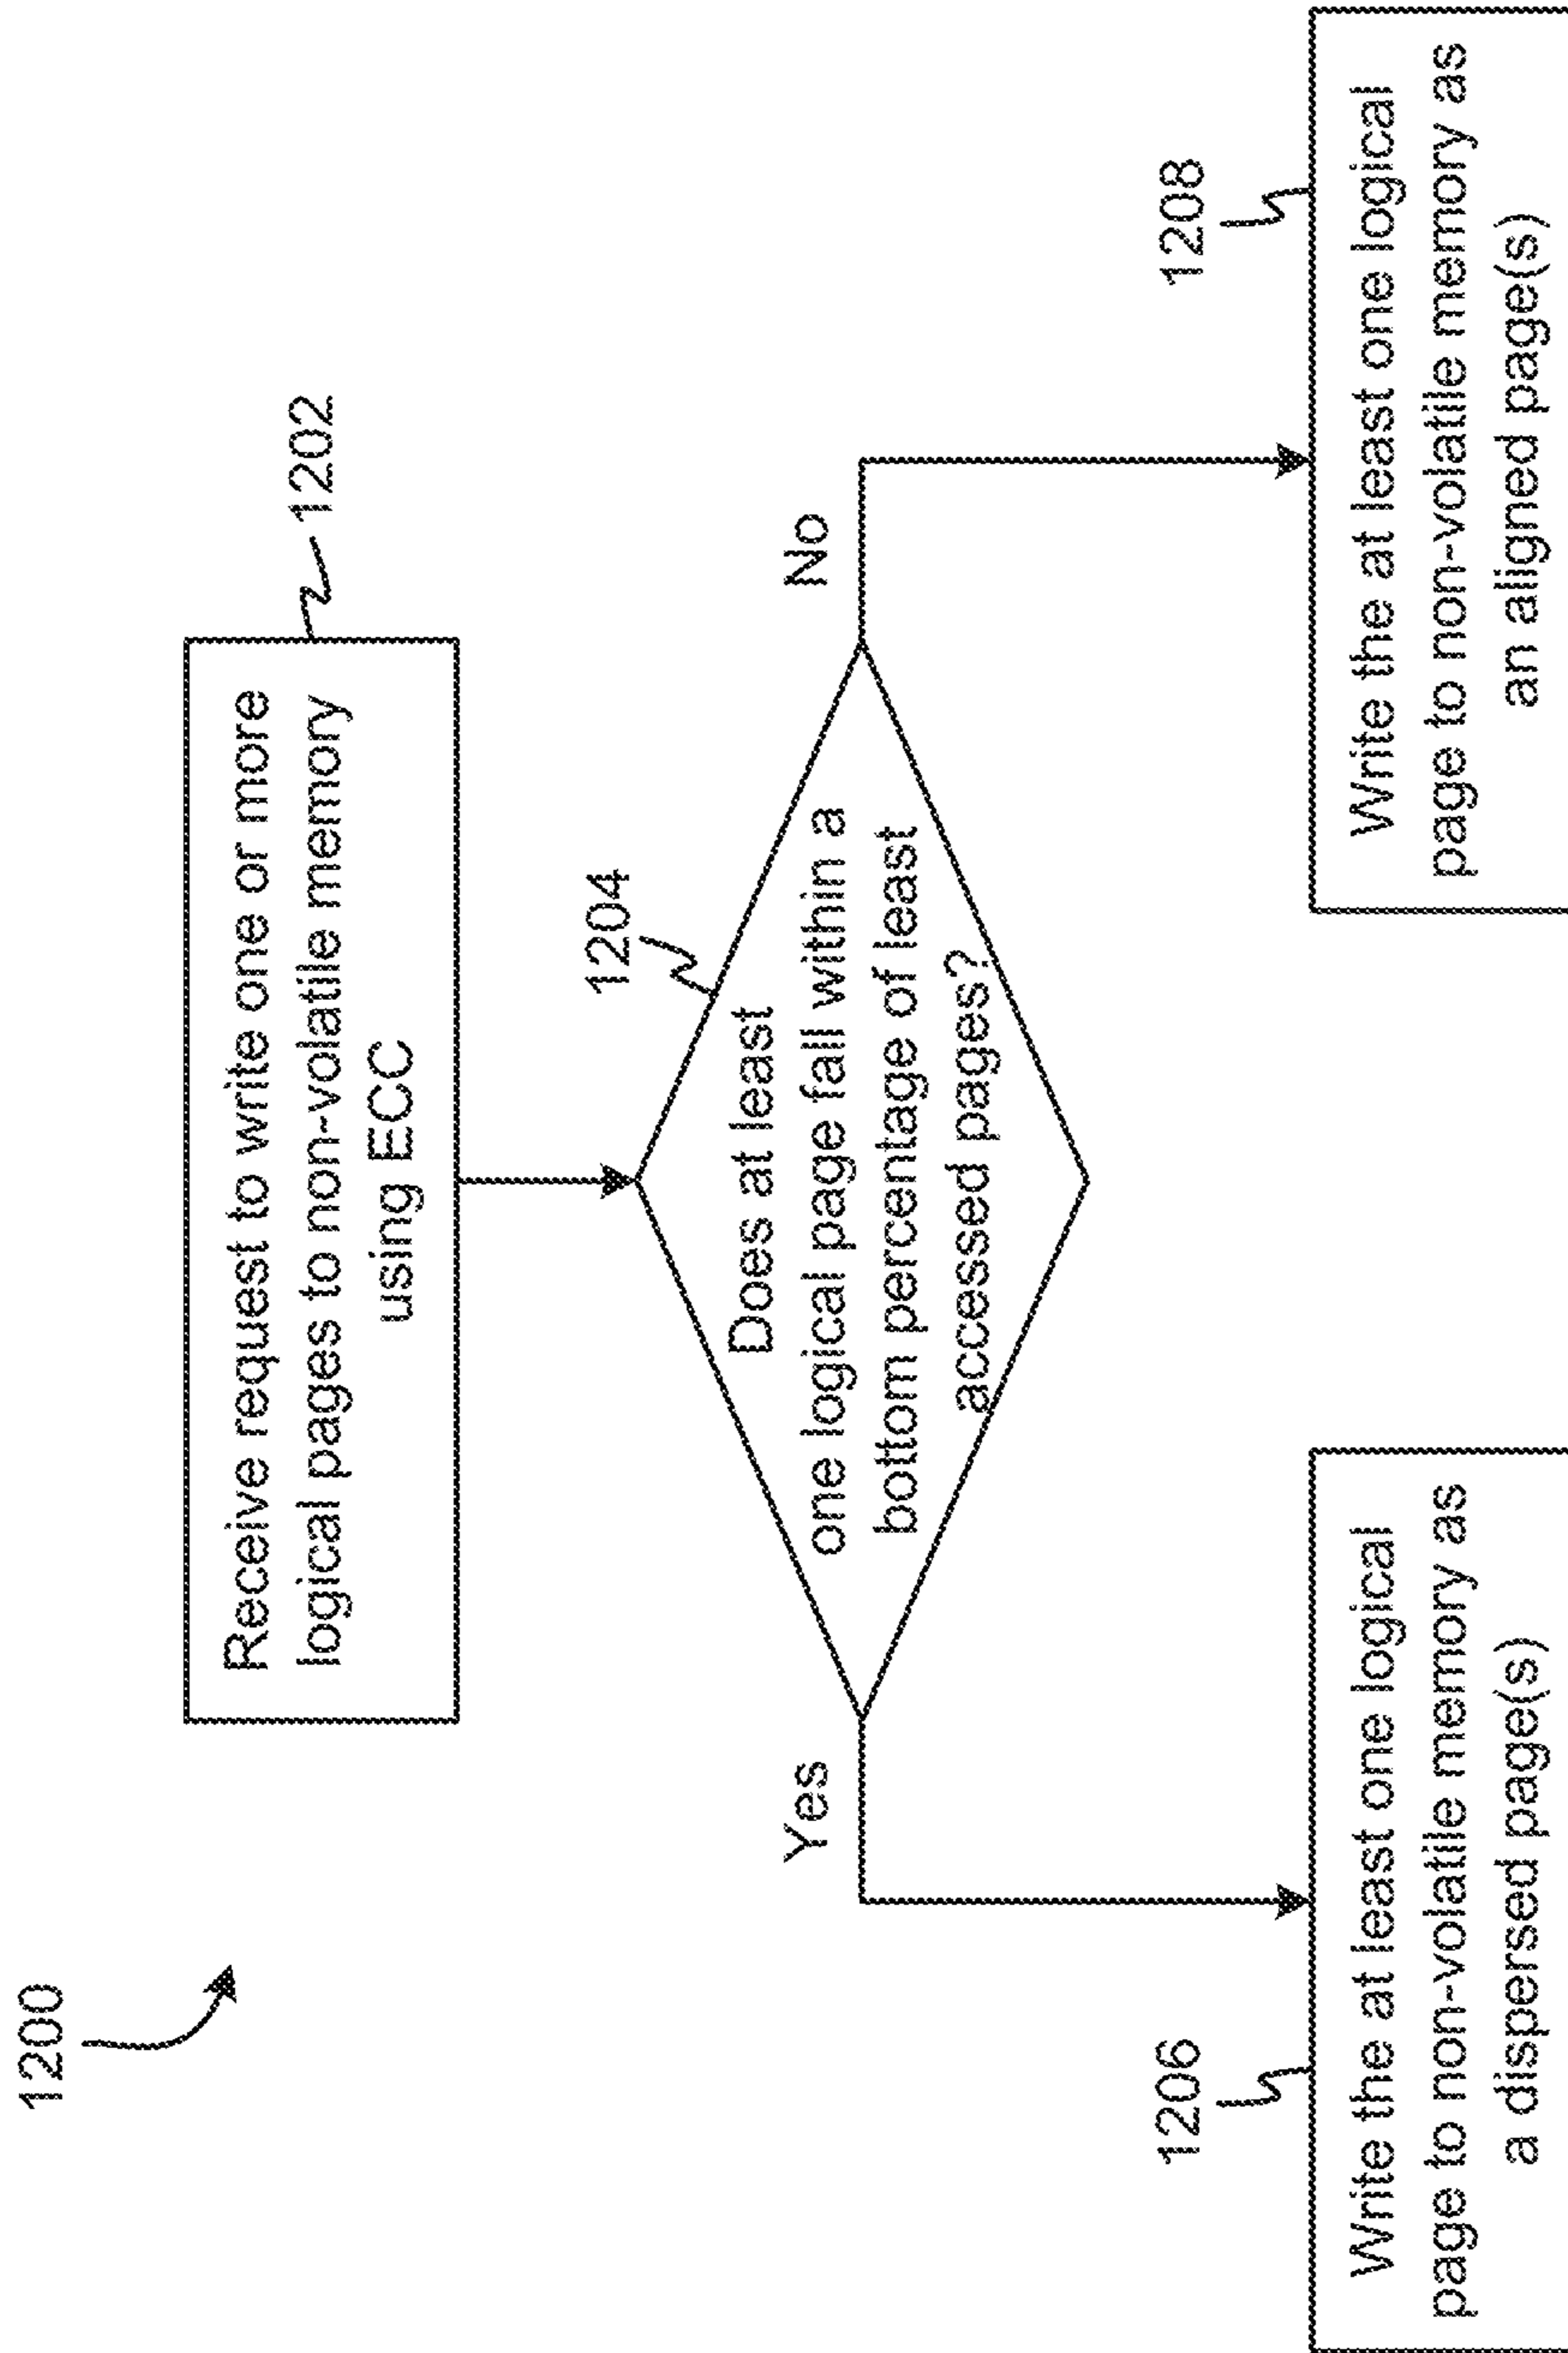 1200
Receive request to write one or more
logical pages to non-volatile memory
using ECC
1202
1204
Does at least
one logical page fall within a
bottom percentage of least
accessed pages?
Yes
No
1206
Write the at least one logical
page to non-volatile memory as
a dispersed page(s)
1208
Write the at least one logical
page to non-volatile memory as
an aligned page(s)